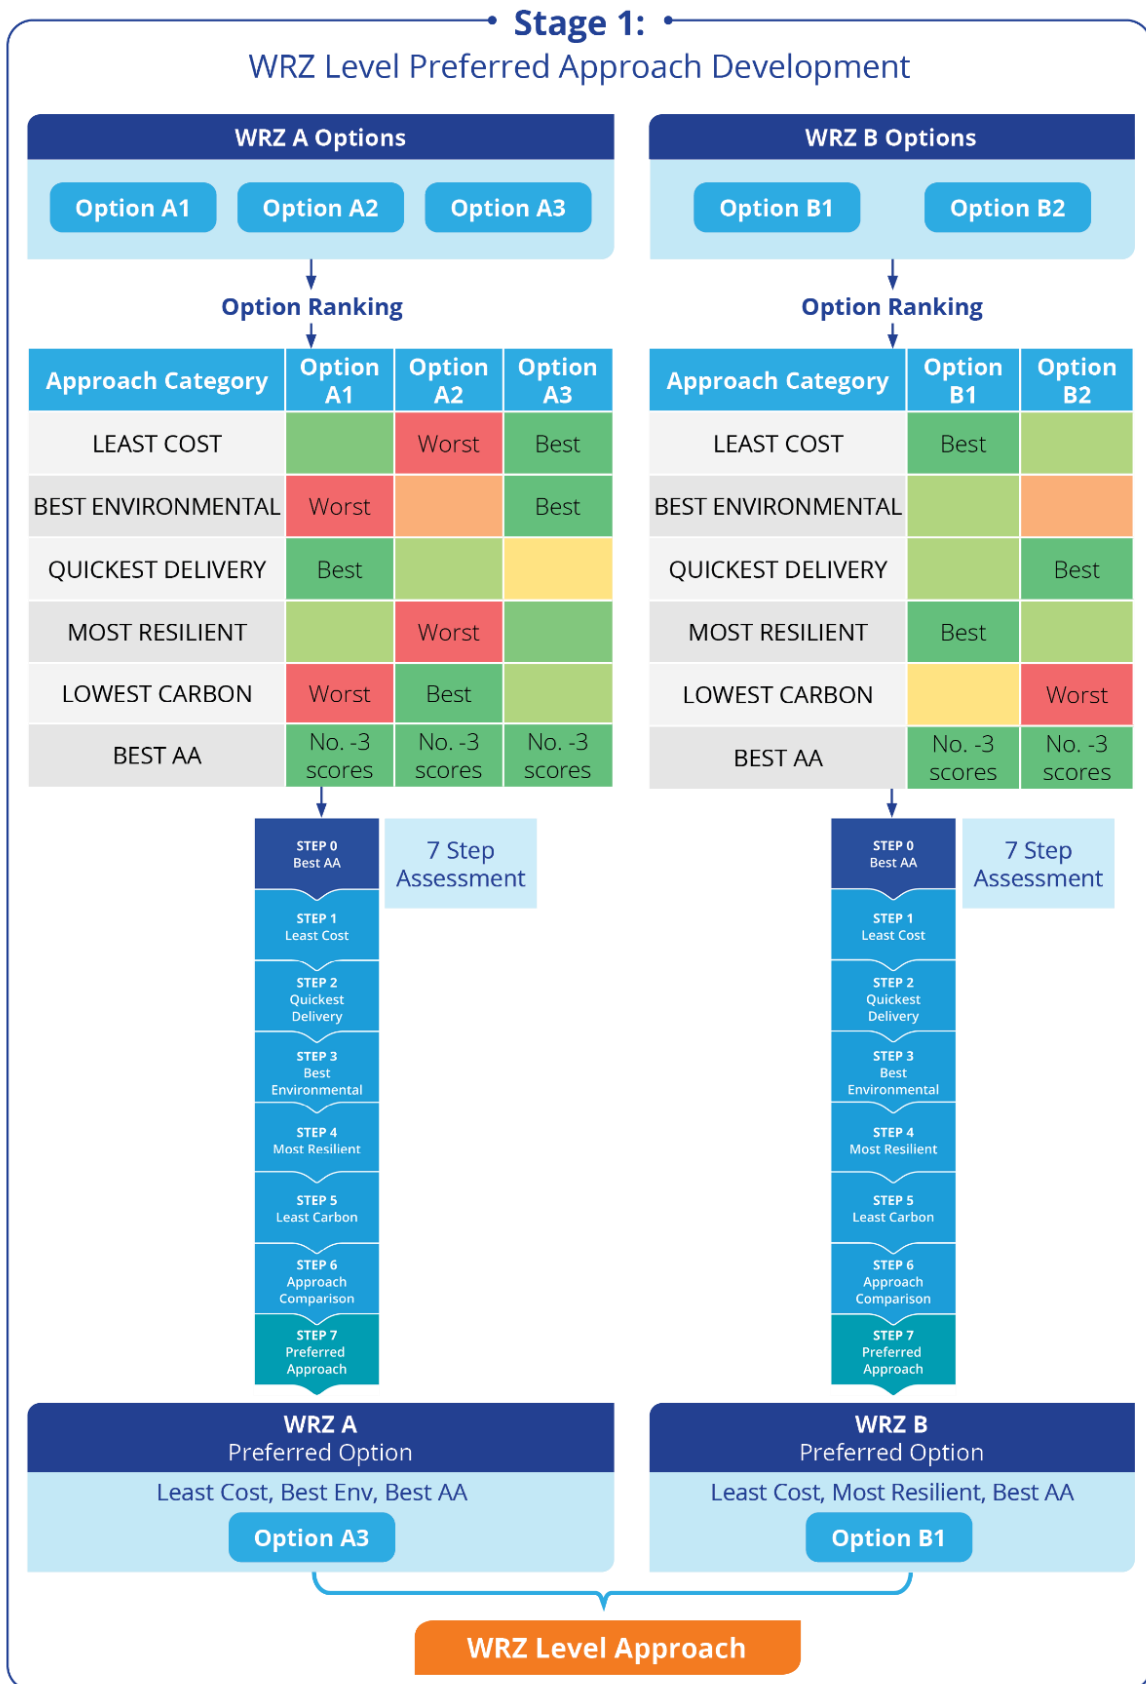 Stage 1:
WRZ Level Preferred Approach Development
WRZ A Options
Option A1
Option A2
Option A3
Option Ranking
Approach Category
Option
A1
Option
A2
Option
A3
LEAST COST
Worst
Best
BEST ENVIRONMENTAL
Worst
Best
QUICKEST DELIVERY
Best
MOST RESILIENT
Worst
LOWEST CARBON
Worst
Best
BEST AA
No. -3
scores
No. -3
scores
No. -3
scores
STEP 0
Best AA
7 Step
Assessment
STEP 1
Least Cost
STEP 2
Quickest
Delivery
STEP 3
Best
Environmental
STEP 4
Most Resilient
STEP 5
Least Carbon
STEP 6
Approach
Comparison
STEP 7
Preferred
Approach
WRZ A
Preferred Option
Least Cost, Best Env, Best AA
Option A3
WRZ B Options
Option B1
Option B2
Option Ranking
Approach Category
Option
B1
Option
B2
LEAST COST
Best
BEST ENVIRONMENTAL
QUICKEST DELIVERY
Best
MOST RESILIENT
Best
LOWEST CARBON
Worst
BEST AA
No. -3
scores
No. -3
scores
STEP 0
Best AA
7 Step
Assessment
STEP 1
Least Cost
STEP 2
Quickest
Delivery
STEP 3
Best
Environmental
STEP 4
Most Resilient
STEP 5
Least Carbon
STEP 6
Approach
Comparison
STEP 7
Preferred
Approach
WRZ B
Preferred Option
Least Cost, Most Resilient, Best AA
Option B1
WRZ Level Approach